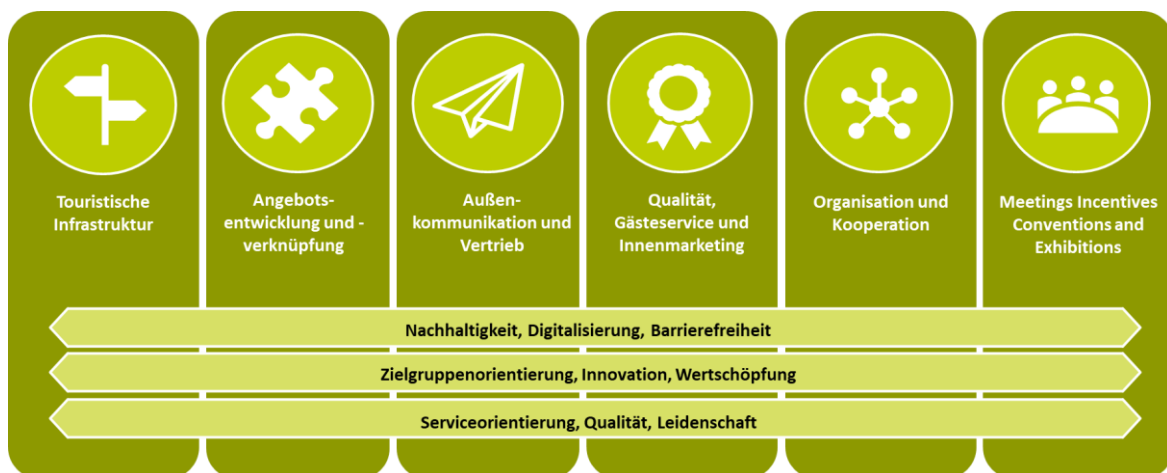 Touristische
Infrastruktur
Angebots-
entwicklung und -
verknüpfung
Außen-
kommunikation und
Vertrieb
Qualität,
Gästeservice und
Innenmarketing
Organisation und
Kooperation
Meetings Incentives
Conventions and
Exhibitions
Nachhaltigkeit, Digitalisierung, Barrierefreiheit
Zielgruppenorientierung, Innovation, Wertschöpfung
Serviceorientierung, Qualität, Leidenschaft